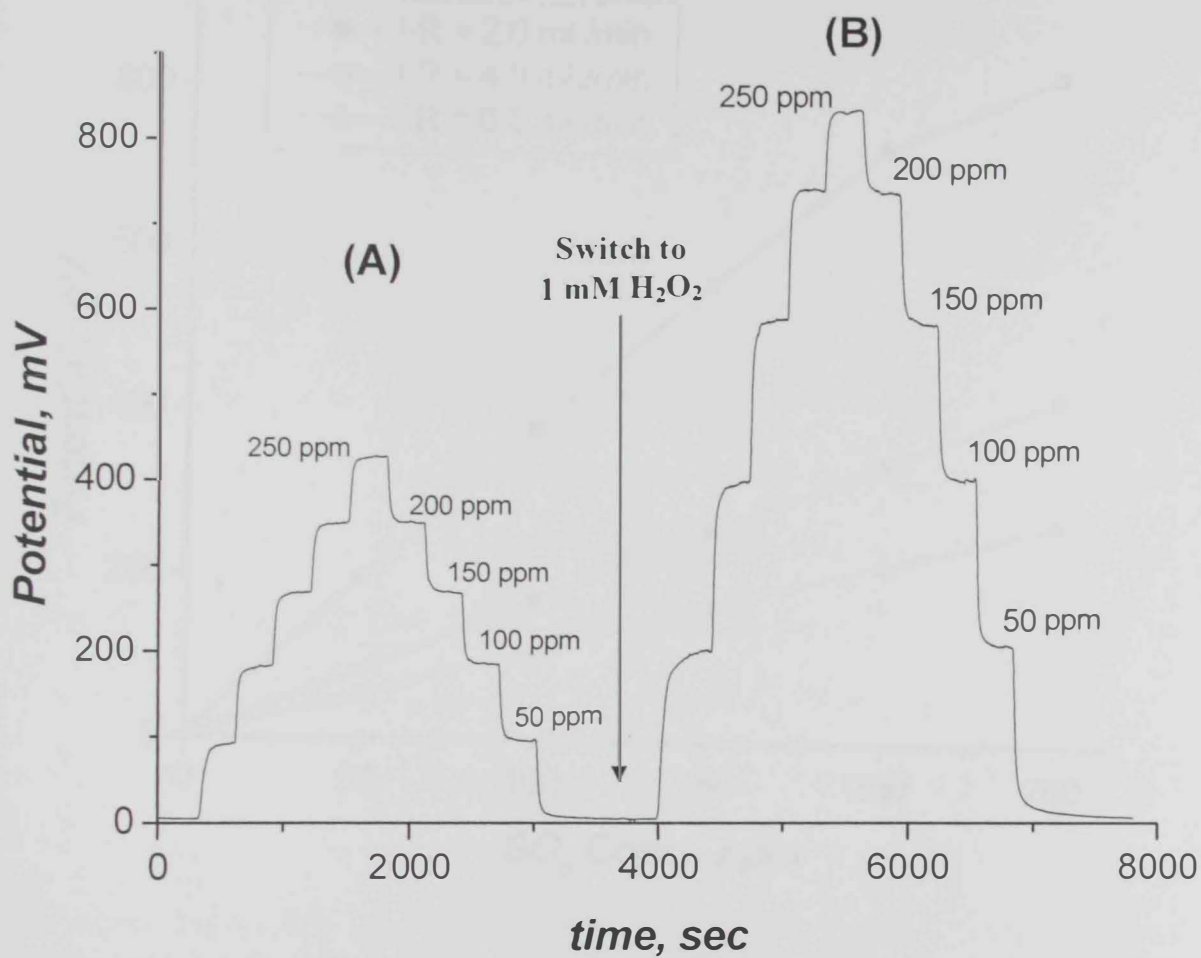 (B)
250 ppm
800
200 ppm
(A)
Switch to
1 mM H₂O₂
600
150 ppm
Potential, mV
250 ppm
400
100 ppm
200 ppm
150 ppm
200
100 ppm
50 ppm
50 ppm
0
0
2000
4000
6000
8000
time, sec